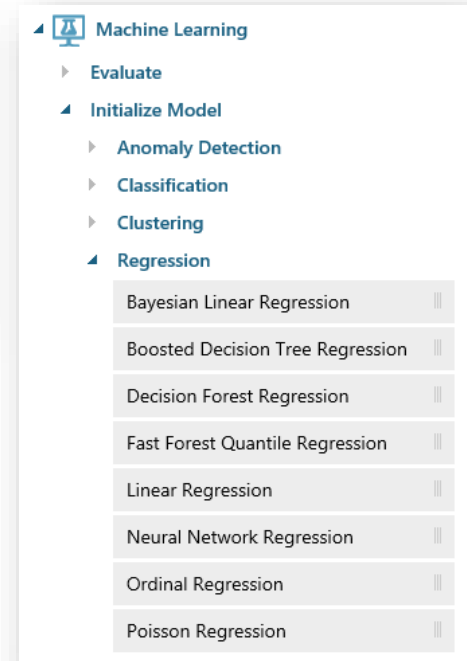 Machine Learning
Evaluate
Initialize Model
Anomaly Detection
Classification
Clustering
Regression
Bayesian Linear Regression
Boosted Decision Tree Regression
Decision Forest Regression
Fast Forest Quantile Regression
Linear Regression
Neural Network Regression
Ordinal Regression
Poisson Regression